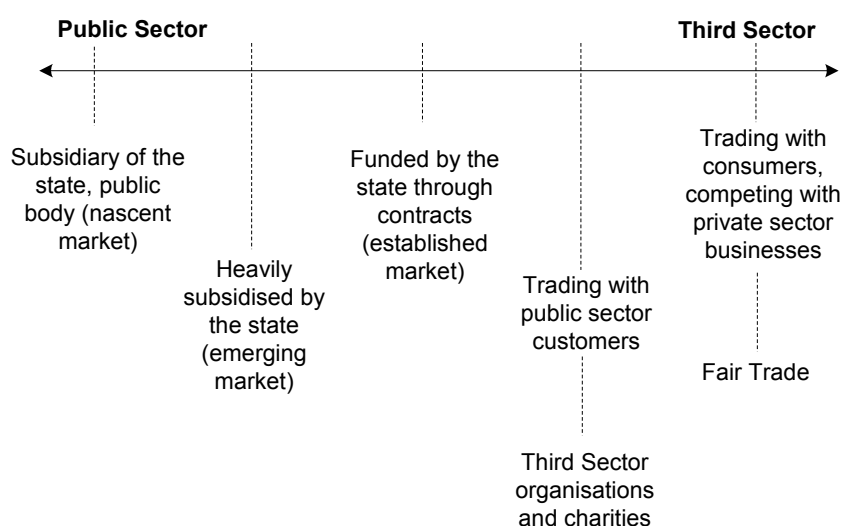 Public Sector
Third Sector
Subsidiary of the
state, public
body (nascent
market)
Heavily
subsidised by
the state
(emerging
market)
Funded by the
state through
contracts
(established
market)
Trading with
public sector
customers
Third Sector
organisations
and charities
Trading with
consumers,
competing with
private sector
businesses
Fair Trade